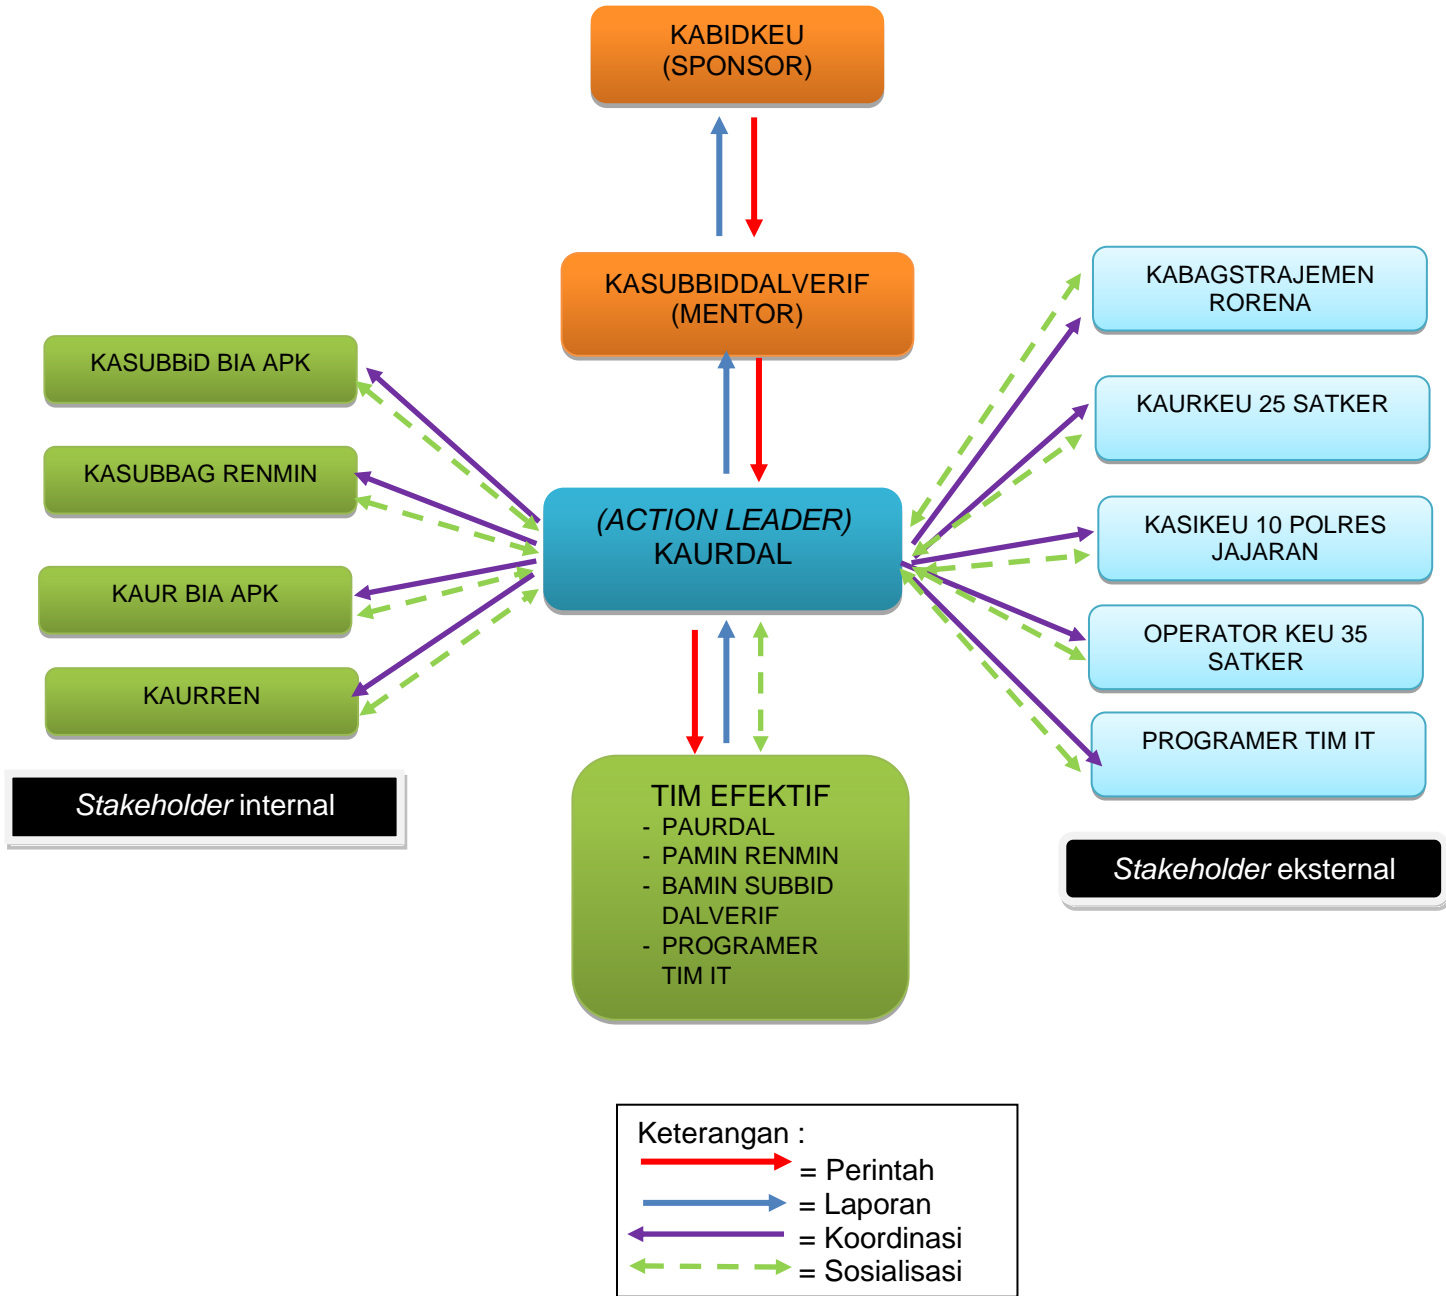 KABIDKEU
(SPONSOR)
KASUBBIDDALVERIF
(MENTOR)
KASUBBiD BIA APK
KASUBBAG RENMIN
KAUR BIA APK
KAURREN
Stakeholder internal
(ACTION LEADER)
KAURDAL
KABAGSTRAJEMEN
RORENA
KAURKEU 25 SATKER
KASIKEU 10 POLRES
JAJARAN
OPERATOR KEU 35
SATKER
PROGRAMER TIM IT
Stakeholder eksternal
TIM EFEKTIF
- PAURDAL
- PAMIN RENMIN
- BAMIN SUBBID
DALVERIF
- PROGRAMER
TIM IT
Keterangan :
= Perintah
= Laporan
= Koordinasi
= Sosialisasi